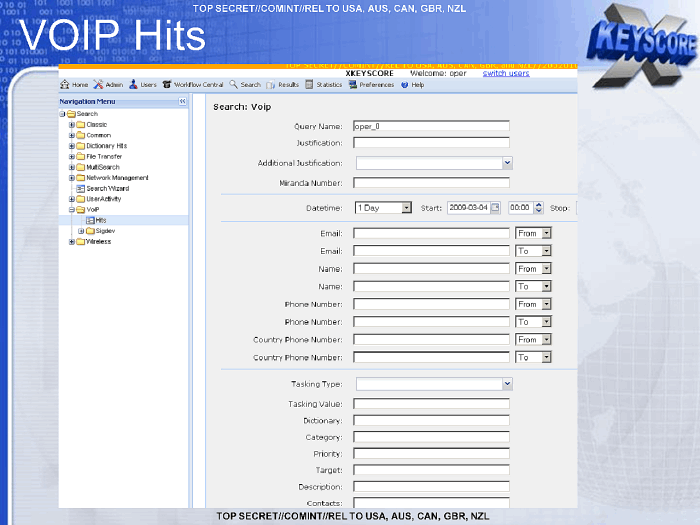 TOP SECRET//COMINT//REL TO USA, AUS, CAN, GBR, NZL
VOIP Hits
XKEYSCORE
XKEYSCORE Welcome: oper switch users
Home Admin Users Workflow Central Search Results Statistics Preferences Help
Navigation Menu
Search
Classic
Common
Dictionary Hits
File Transfer
MultiSearch
Network Management
Search Wizard
UserActivity
VoIP
Hits
Sigdev
Wireless
Search: Voip
Query Name: oper_0
Justification:
Additional Justification:
Miranda Number:
Datetime: 1 Day Start: 2009-03-04 00:00 Stop:
Email: From
Email: To
Name: From
Name: To
Phone Number: From
Phone Number: To
Country Phone Number: From
Country Phone Number: To
Tasking Type:
Tasking Value:
Dictionary:
Category:
Priority:
Target:
Description:
Contacts:
TOP SECRET//COMINT//REL TO USA, AUS, CAN, GBR, NZL